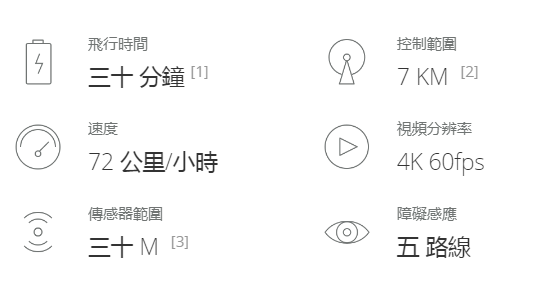 飛行時間
三十 分鐘 [1]
控制範圍
7 KM [2]
速度
72 公里/小時
視頻分辨率
4K 60fps
傳感器範圍
三十 M [3]
障礙感應
五 路線